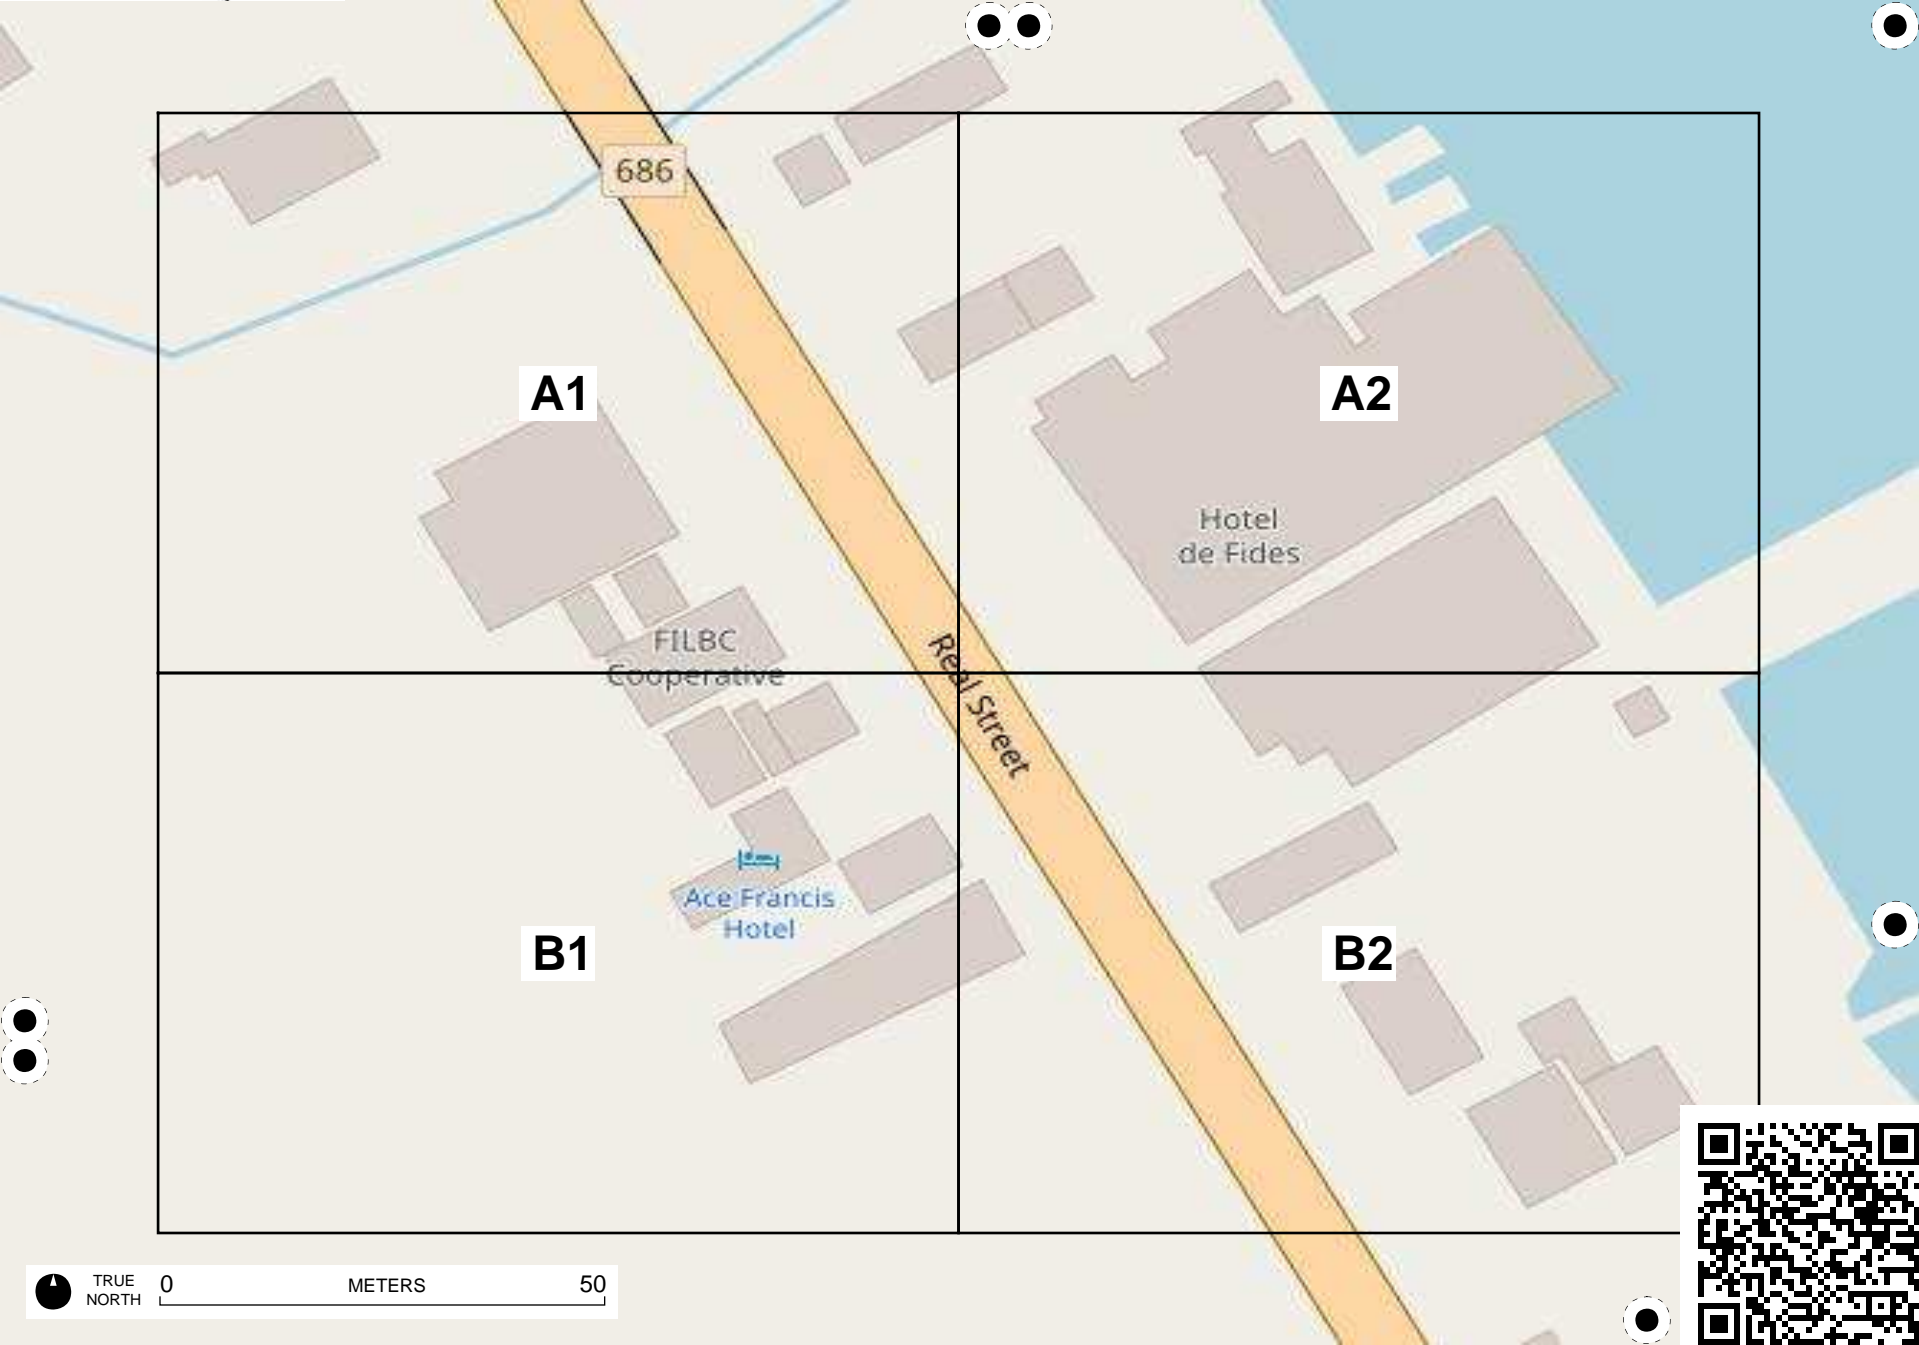 686
A1
A2
Hotel
de Fides
FILBC
Cooperative
Real Street
Ace Francis
Hotel
B1
B2
TRUE
NORTH
0 METERS 50